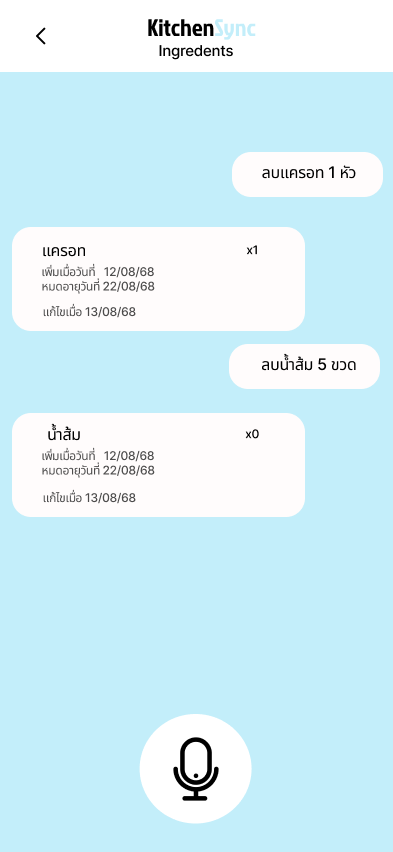 KitchenSync
Ingredents
ลบแครอท 1 หัว
แครอท x1
เพิ่มเมื่อวันที่ 12/08/68
หมดอายุวันที่ 22/08/68
แก้ไขเมื่อ 13/08/68
ลบน้ำส้ม 5 ขวด
น้ำส้ม x0
เพิ่มเมื่อวันที่ 12/08/68
หมดอายุวันที่ 22/08/68
แก้ไขเมื่อ 13/08/68